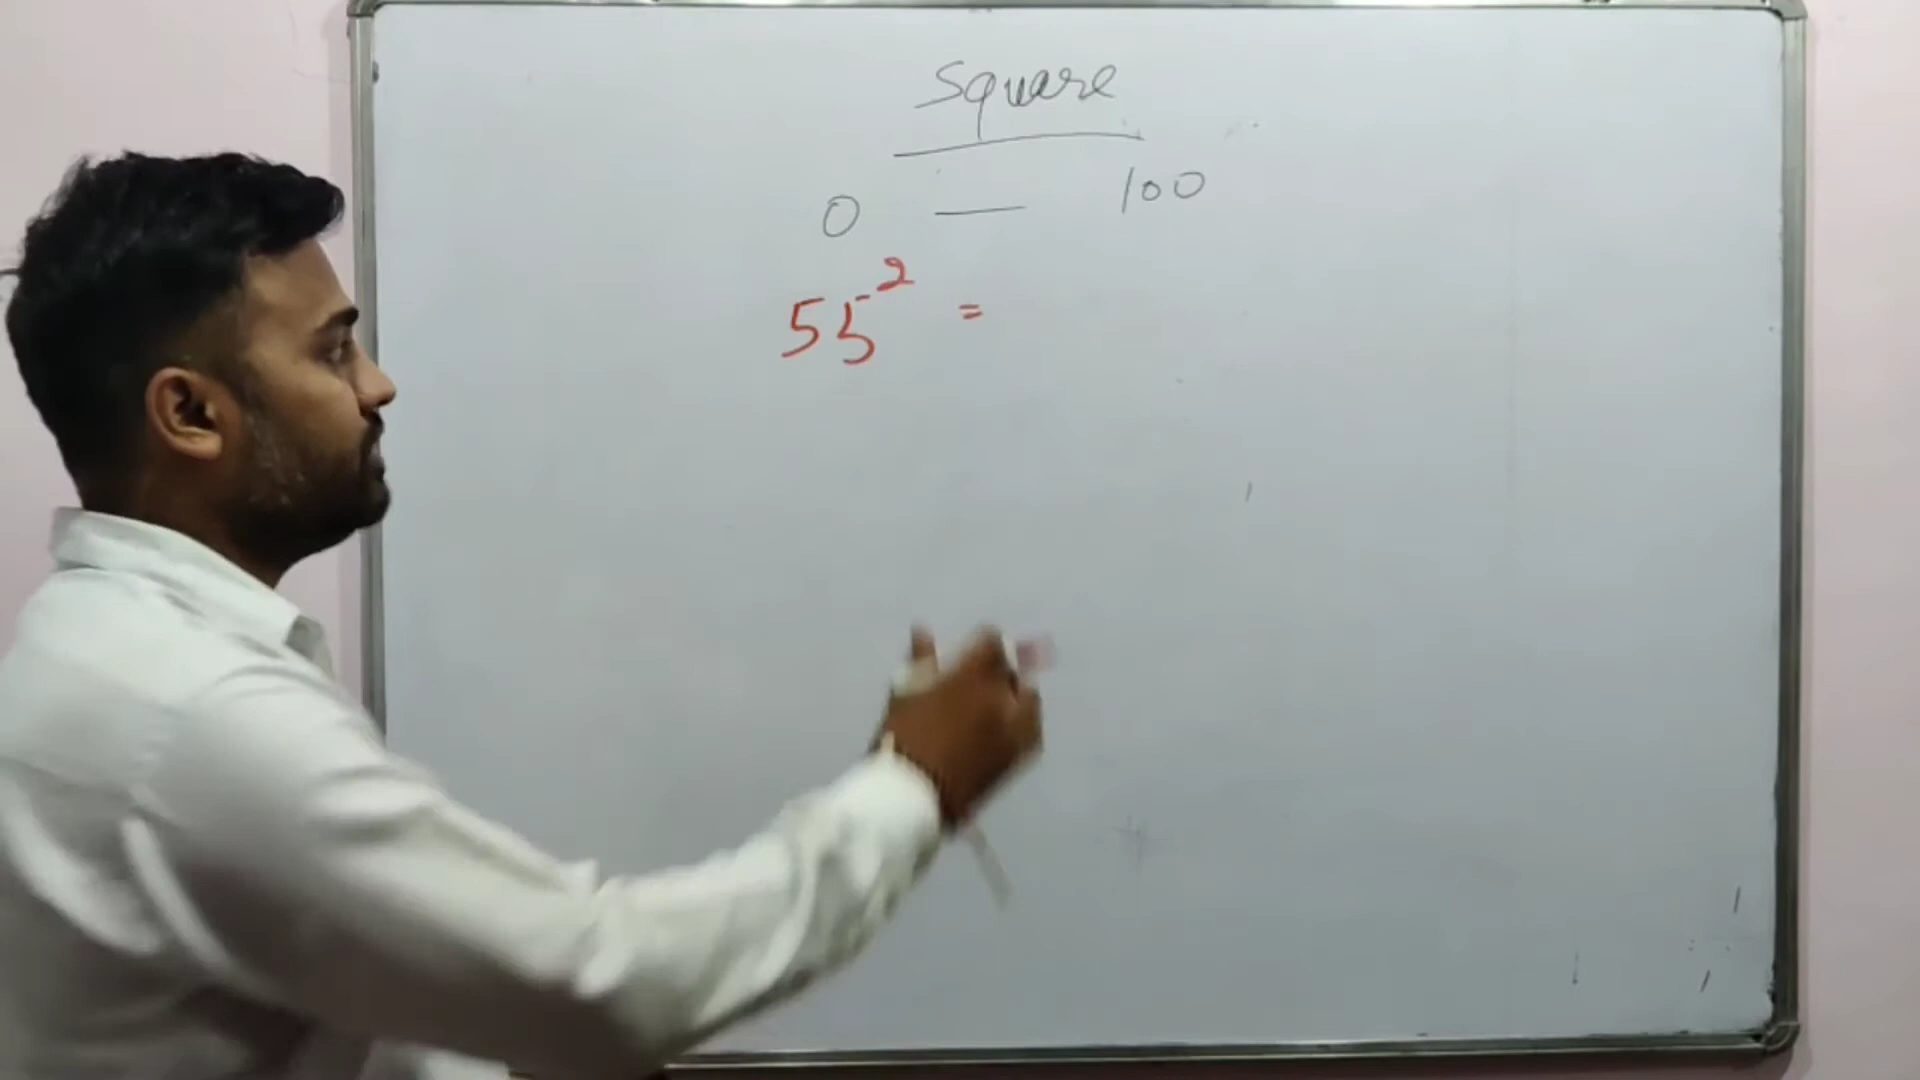 Square
0 — 100
55² =